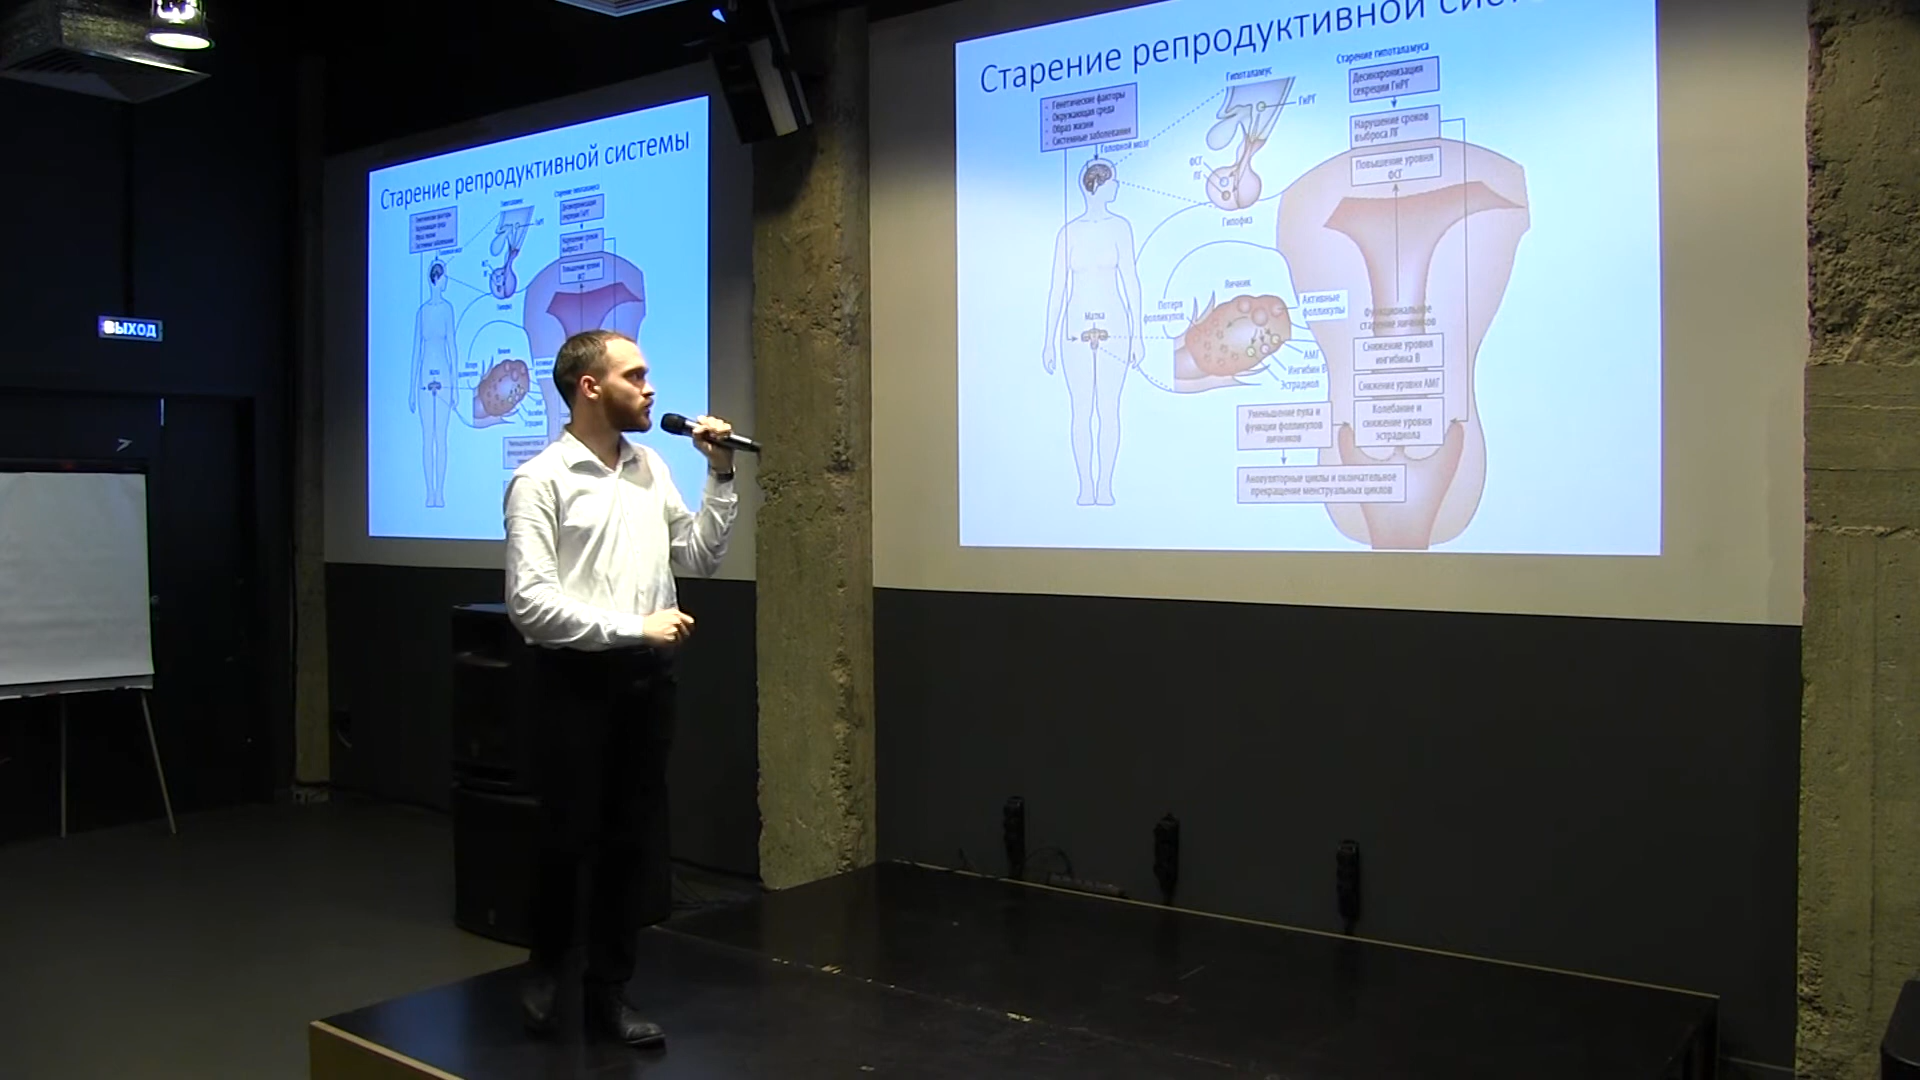 Старение репродуктивной системы
Старение гипоталамуса
Гипоталамус
Десинхронизация
секреции ГнРГ
ГнРГ
- Генетические факторы
- Окружающая среда
- Образ жизни
- Системные заболевания
Нарушение сроков
выброса ЛГ
Головной мозг
Повышение уровня
ФСГ
ФСГ
ЛГ
Гипофиз
Яичник
Потеря
фолликулов
Активные
фолликулы
Матка
Функциональное
старение яичников
Снижение уровня
ингибина В
АМГ
Ингибин В
Эстрадиол
Снижение уровня АМГ
Уменьшение пула и
функции фолликулов
яичников
Колебание и
снижение уровня
эстрадиола
Ановуляторные циклы и окончательное
прекращение менструальных циклов
Старение репродуктивной сист
ВЫХОД